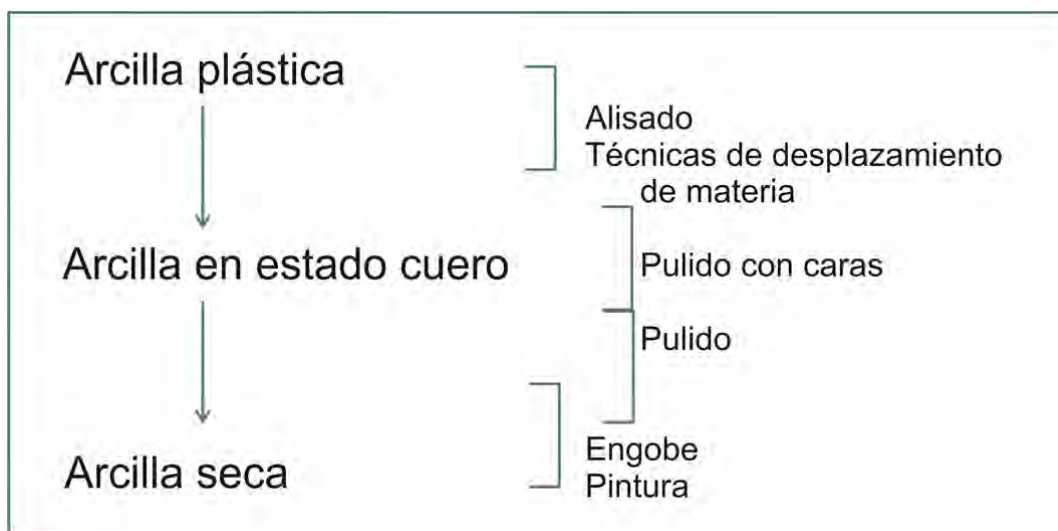 Arcilla plástica
Alisado
Técnicas de desplazamiento
de materia
Arcilla en estado cuero
Pulido con caras
Pulido
Engobe
Arcilla seca
Pintura